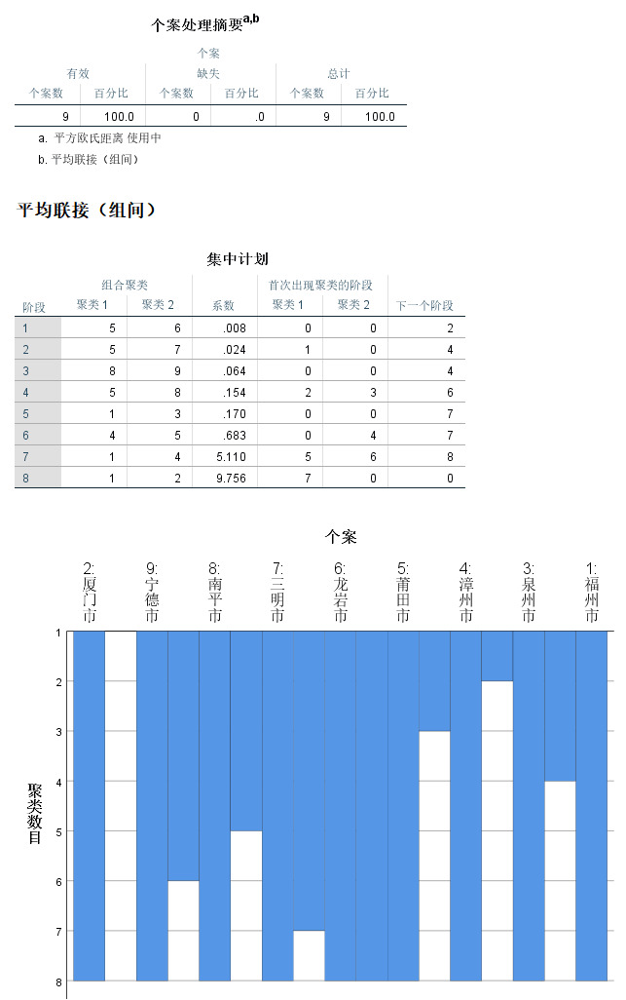 个案处理摘要a,b
个案
有效 缺失 总计
个案数 百分比 个案数 百分比 个案数 百分比
9 100.0 0 .0 9 100.0
a. 平方欧氏距离 使用中
b. 平均联接（组间）
平均联接（组间）
集中计划
组合聚类 首次出现聚类的阶段
阶段 聚类 1 聚类 2 系数 聚类 1 聚类 2 下一个阶段
1 5 6 .008 0 0 2
2 5 7 .024 1 0 4
3 8 9 .064 0 0 4
4 5 8 .154 2 3 6
5 1 3 .170 0 0 7
6 4 5 .683 0 4 7
7 1 4 5.110 5 6 8
8 1 2 9.756 7 0 0
个案
2:厦门市 9:宁德市 8:南平市 7:三明市 6:龙岩市 5:莆田市 4:漳州市 3:泉州市 1:福州市
聚类数目
1
2
3
4
5
6
7
8